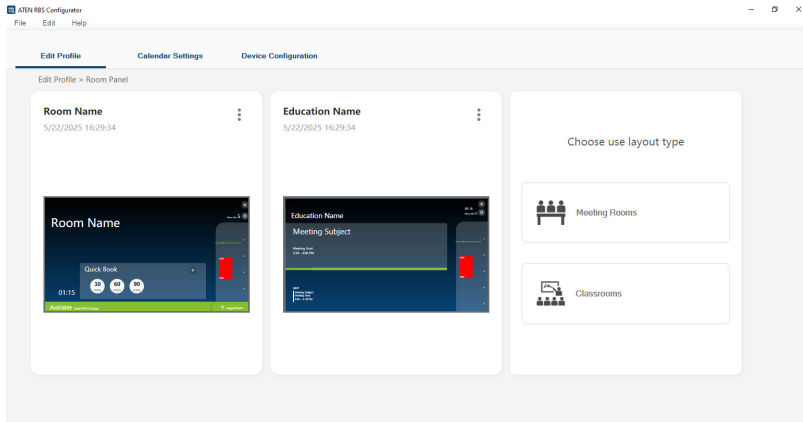 ATEN RBS Configurator
File Edit Help
Edit Profile Calendar Settings Device Configuration
Edit Profile > Room Panel
Room Name
5/22/2025 16:29:34
Room Name
Quick Book
30
60
90
01:15
Available
Education Name
5/22/2025 16:29:34
Education Name
Meeting Subject
Meeting Host
Choose use layout type
Meeting Rooms
Classrooms